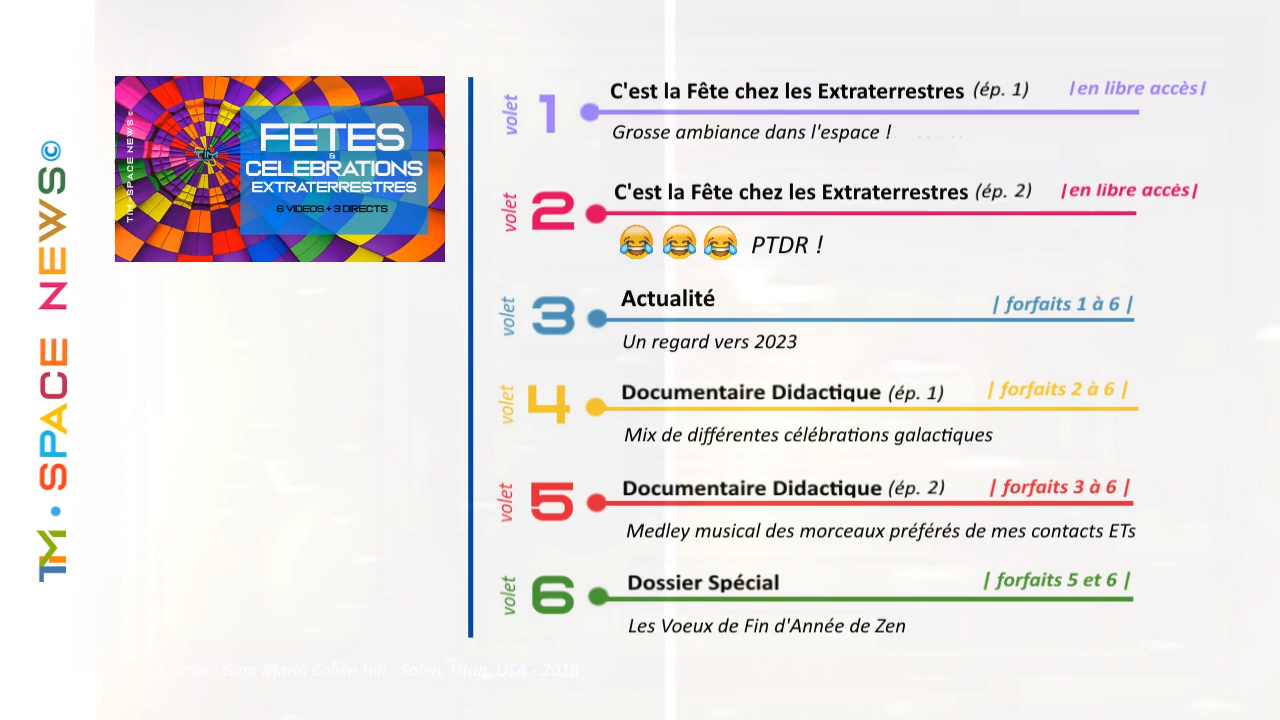 TM • SPACE NEWS©
TIM • SPACE NEWS ©
TIM
FETES
&
CELEBRATIONS
EXTRATERRESTRES
6 VIDEOS + 3 DIRECTS
volet 1
C'est la Fête chez les Extraterrestres (ép. 1) |en libre accès|
Grosse ambiance dans l'espace !
volet 2
C'est la Fête chez les Extraterrestres (ép. 2) |en libre accès|
😂 😂 😂 PTDR !
volet 3
Actualité | forfaits 1 à 6 |
Un regard vers 2023
volet 4
Documentaire Didactique (ép. 1) | forfaits 2 à 6 |
Mix de différentes célébrations galactiques
volet 5
Documentaire Didactique (ép. 2) | forfaits 3 à 6 |
Medley musical des morceaux préférés de mes contacts ETs
volet 6
Dossier Spécial | forfaits 5 et 6 |
Les Voeux de Fin d'Année de Zen
Gina Maria Colvin Hill - Salen, Utah, USA - 2018